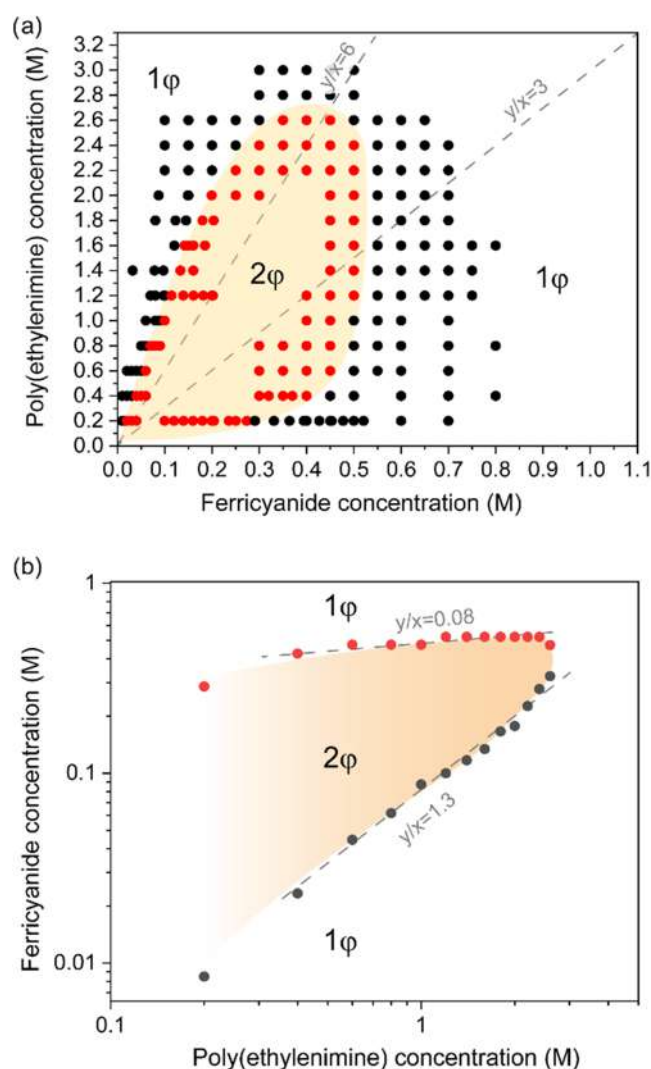 (a)
Poly(ethylenimine) concentration (M)
3.2
3.0
2.8
2.6
2.4
2.2
2.0
1.8
1.6
1.4
1.2
1.0
0.8
0.6
0.4
0.2
0.0
1φ
y/x=6
y/x=3
2φ
1φ
0.0 0.1 0.2 0.3 0.4 0.5 0.6 0.7 0.8 0.9 1.0 1.1
Ferricyanide concentration (M)
(b)
Ferricyanide concentration (M)
1
0.1
0.01
1φ
y/x=0.08
2φ
y/x=1.3
1φ
0.1 1
Poly(ethylenimine) concentration (M)